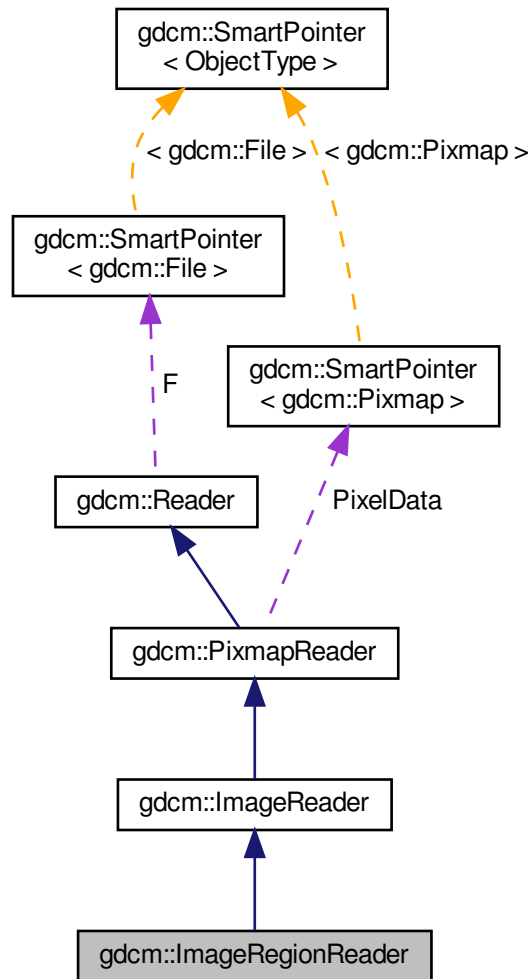 gdcm::SmartPointer
< ObjectType >
< gdcm::File >
< gdcm::Pixmap >
gdcm::SmartPointer
< gdcm::File >
gdcm::SmartPointer
< gdcm::Pixmap >
F
gdcm::Reader
PixelData
gdcm::PixmapReader
gdcm::ImageReader
gdcm::ImageRegionReader